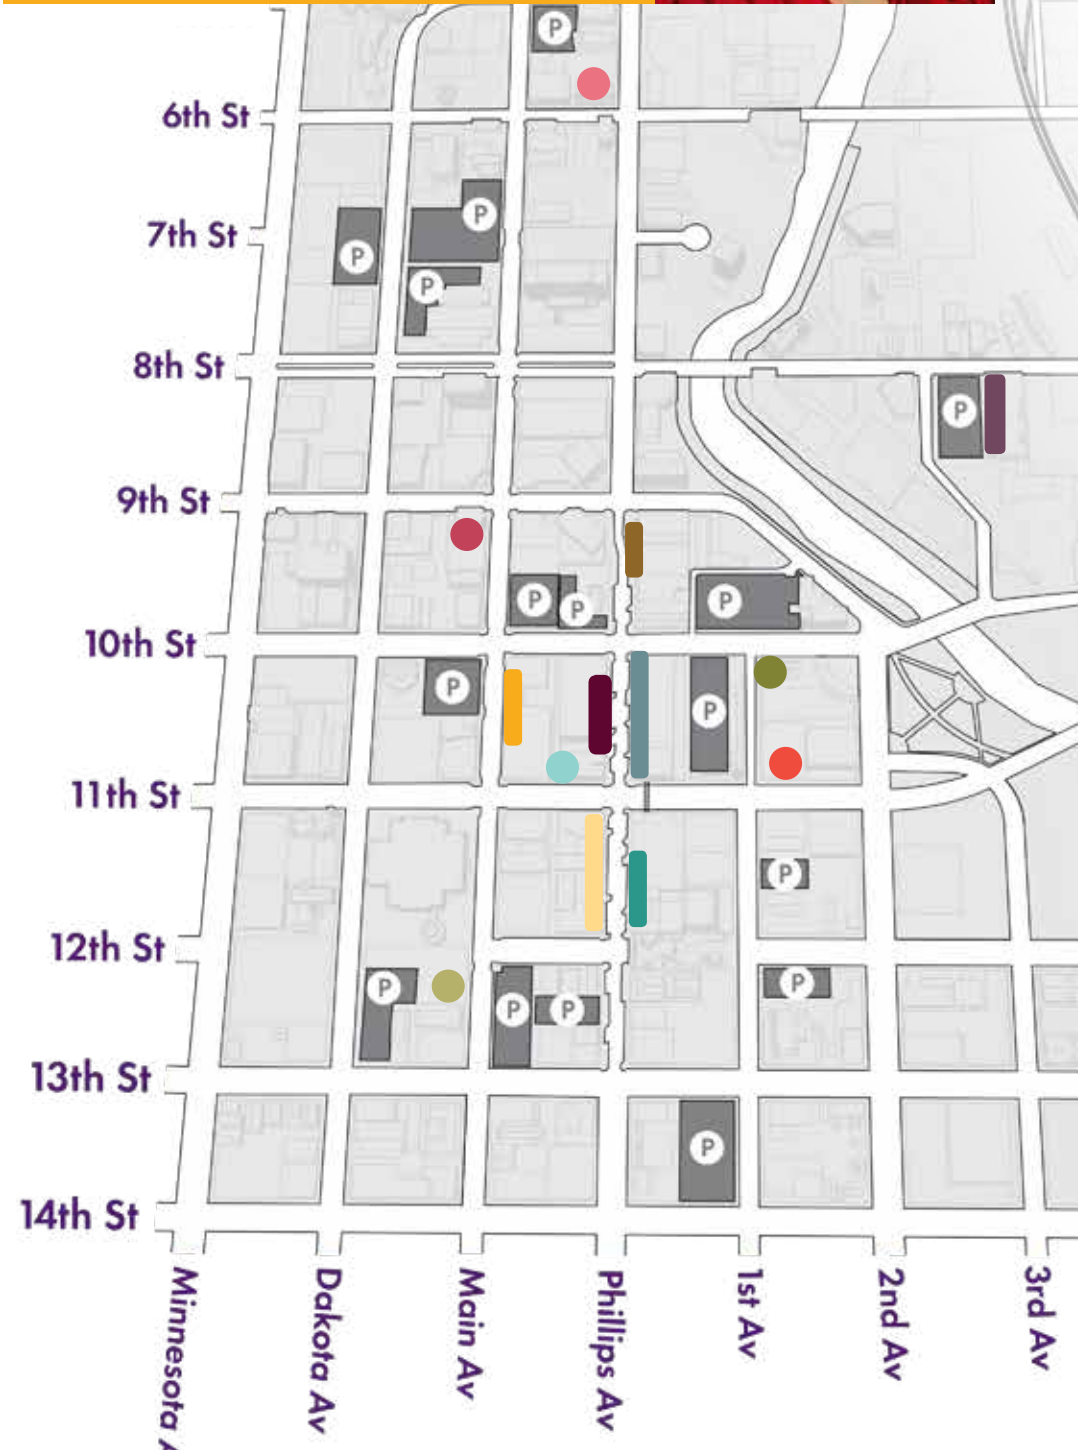 P
6th St
P
7th St
P
P
8th St
P
9th St
P
P
P
10th St
P
P
11th St
P
12th St
P
P
P
P
13th St
P
14th St
Minnesota
Dakota Av
Main Av
Phillips Av
1st Av
2nd Av
3rd Av